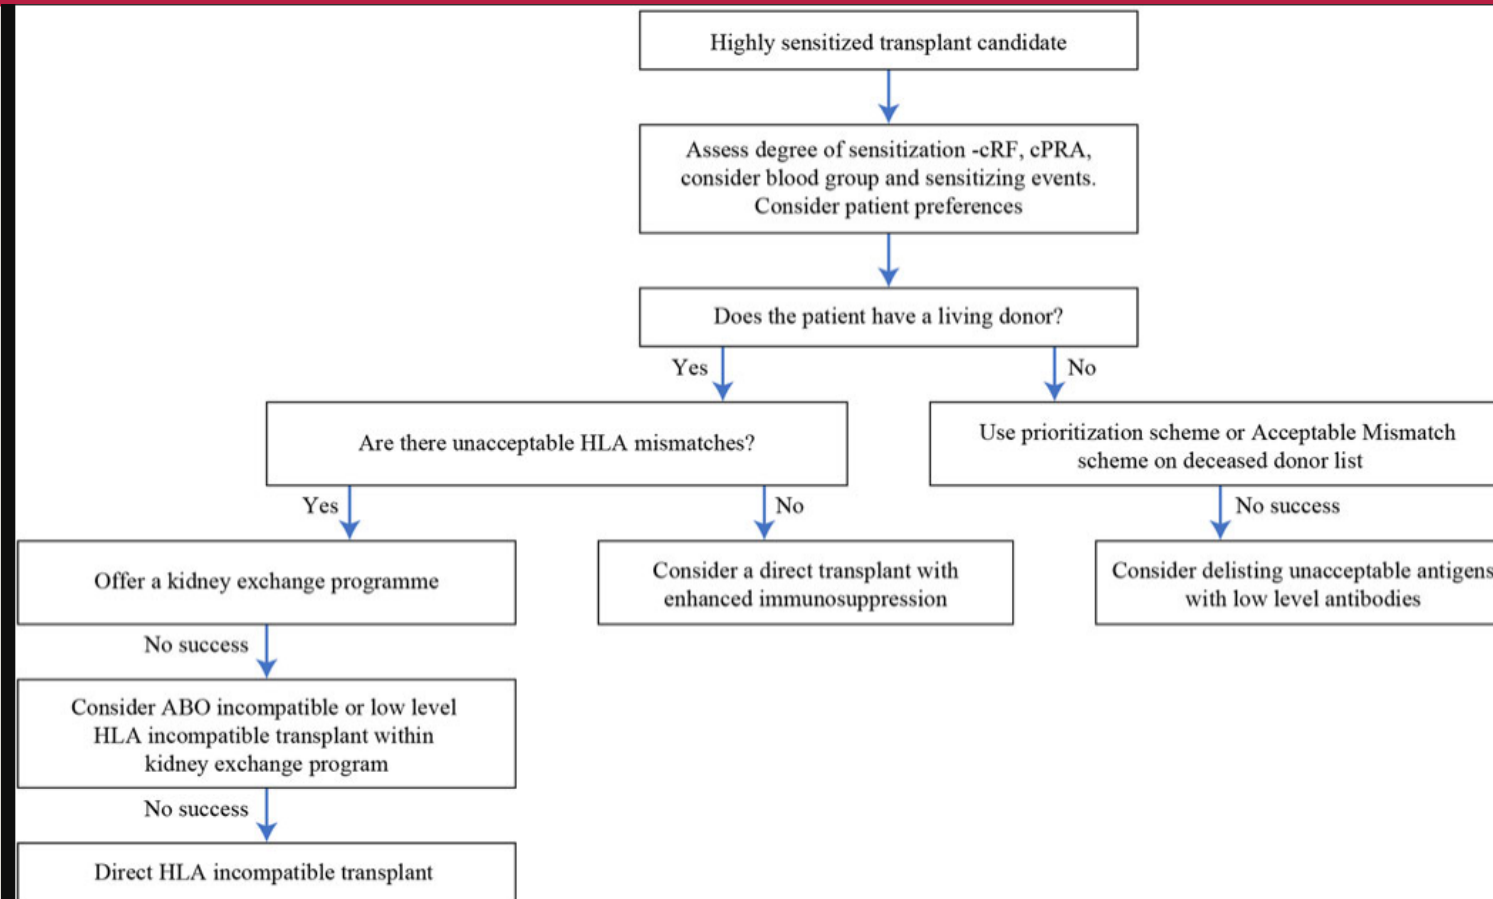 Highly sensitized transplant candidate
Assess degree of sensitization -cRF, cPRA,
consider blood group and sensitizing events.
Consider patient preferences
Does the patient have a living donor?
Yes
No
Are there unacceptable HLA mismatches?
Use prioritization scheme or Acceptable Mismatch
scheme on deceased donor list
Yes
No
No success
Offer a kidney exchange programme
Consider a direct transplant with
enhanced immunosuppression
Consider delisting unacceptable antigens
with low level antibodies
No success
Consider ABO incompatible or low level
HLA incompatible transplant within
kidney exchange program
No success
Direct HLA incompatible transplant